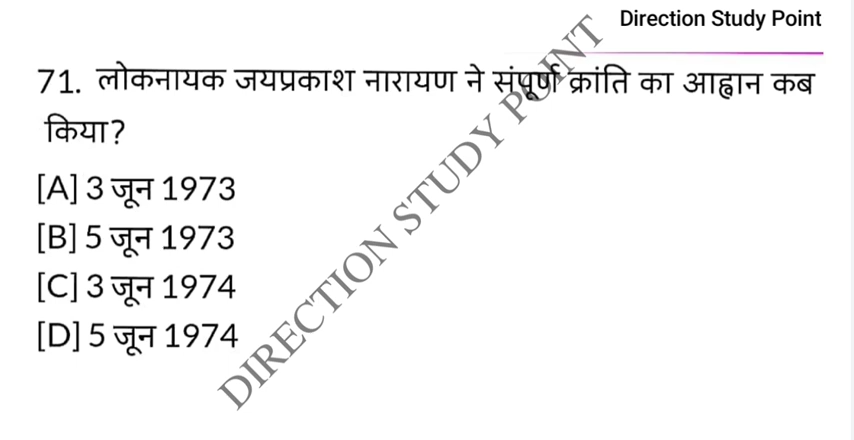 Direction Study Point
71. लोकनायक जयप्रकाश नारायण ने संपूर्ण क्रांति का आह्वान कब
किया?
[A] 3 जून 1973
[B] 5 जून 1973
[C] 3 जून 1974
[D] 5 जून 1974
DIRECTION STUDY POINT